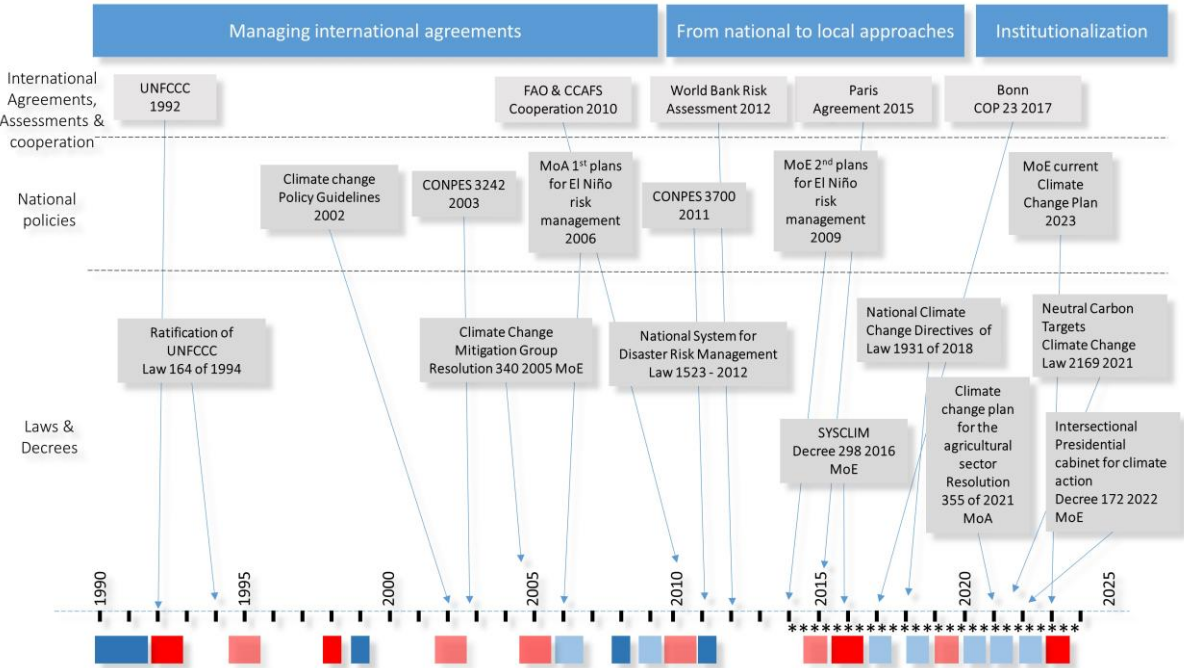 Managing international agreements
From national to local approaches
Institutionalization
International
Agreements,
Assessments &
cooperation
UNFCCC
1992
FAO & CCAFS
Cooperation 2010
World Bank Risk
Assessment 2012
Paris
Agreement 2015
Bonn
COP 23 2017
National
policies
Climate change
Policy Guidelines
2002
CONPES 3242
2003
MoA 1st plans
for El Niño
risk
management
2006
CONPES 3700
2011
MoE 2nd plans
for El Niño
risk
management
2009
MoE current
Climate
Change Plan
2023
Laws &
Decrees
Ratification of
UNFCCC
Law 164 of 1994
Climate Change
Mitigation Group
Resolution 340 2005 MoE
National System for
Disaster Risk Management
Law 1523 - 2012
SYSCLIM
Decree 298 2016
MoE
National Climate
Change Directives of
Law 1931 of 2018
Climate
change plan
for the
agricultural
sector
Resolution
355 of 2021
MoA
Neutral Carbon
Targets
Climate Change
Law 2169 2021
Intersectional
Presidential
cabinet for climate
action
Decree 172 2022
MoE
1990
1995
2000
2005
2010
2015
2020
2025
********************